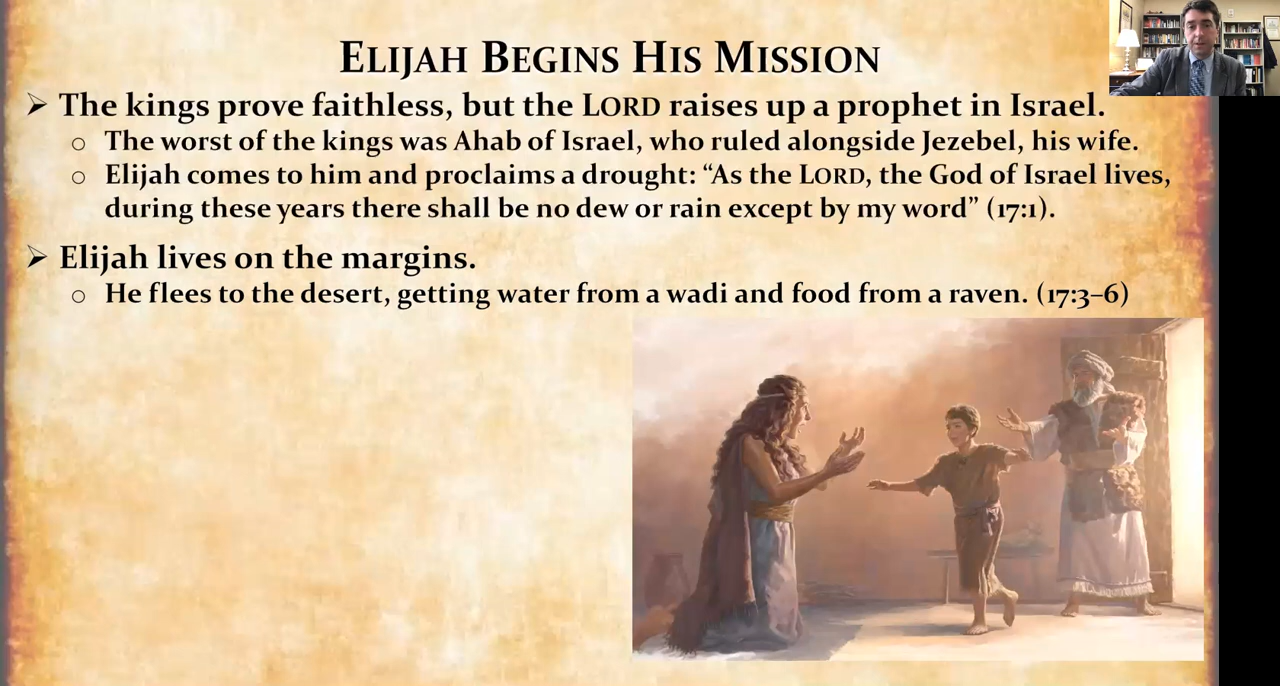 ELIJAH BEGINS HIS MISSION
➢ The kings prove faithless, but the LORD raises up a prophet in Israel.
○ The worst of the kings was Ahab of Israel, who ruled alongside Jezebel, his wife.
○ Elijah comes to him and proclaims a drought: “As the LORD, the God of Israel lives,
during these years there shall be no dew or rain except by my word” (17:1).
➢ Elijah lives on the margins.
○ He flees to the desert, getting water from a wadi and food from a raven. (17:3–6)